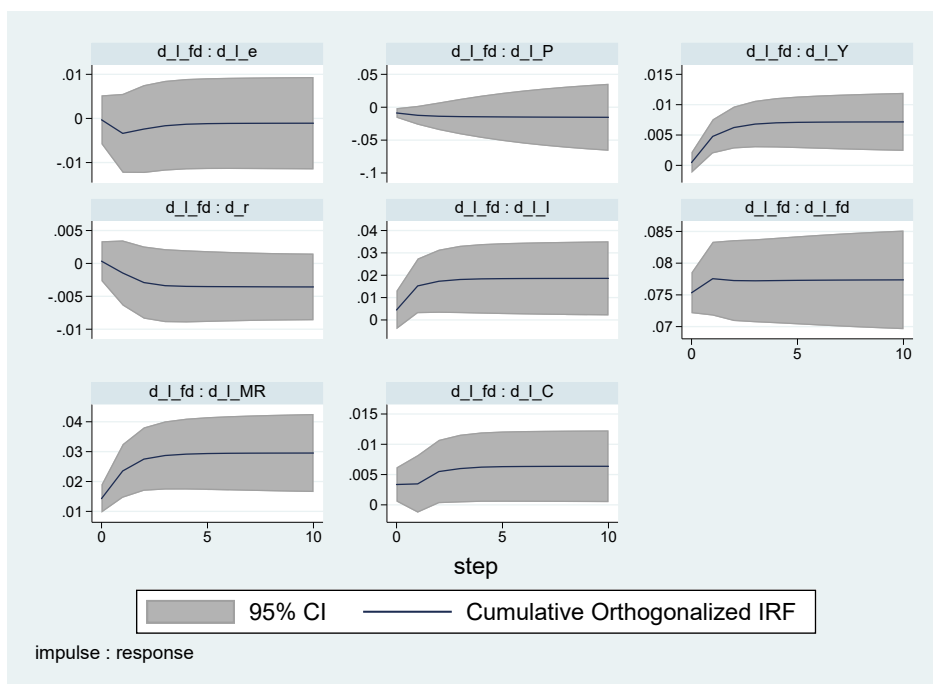 d_l_fd : d_l_e
.01
0
-.01
d_l_fd : d_l_P
.05
0
-.05
-.1
d_l_fd : d_l_Y
.015
.01
.005
0
d_l_fd : d_r
.005
0
-.005
-.01
d_l_fd : d_l_I
.04
.03
.02
.01
0
d_l_fd : d_l_fd
.085
.08
.075
.07
0 5 10
d_l_fd : d_l_MR
.04
.03
.02
.01
0 5 10
d_l_fd : d_l_C
.015
.01
.005
0
0 5 10
step
95% CI Cumulative Orthogonalized IRF
impulse : response